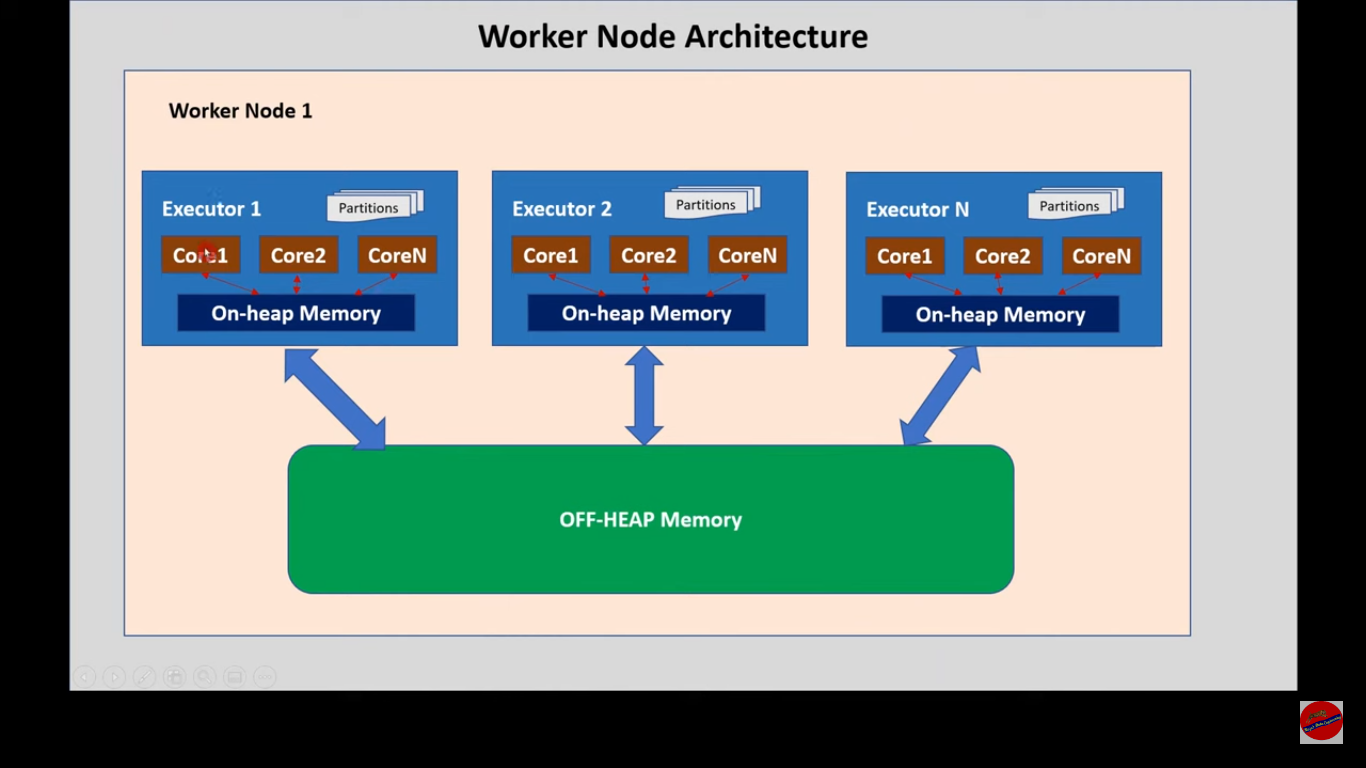 Worker Node Architecture
Worker Node 1
Executor 1
Partitions
Core1
Core2
CoreN
On-heap Memory
Executor 2
Partitions
Core1
Core2
CoreN
On-heap Memory
Executor N
Partitions
Core1
Core2
CoreN
On-heap Memory
OFF-HEAP Memory